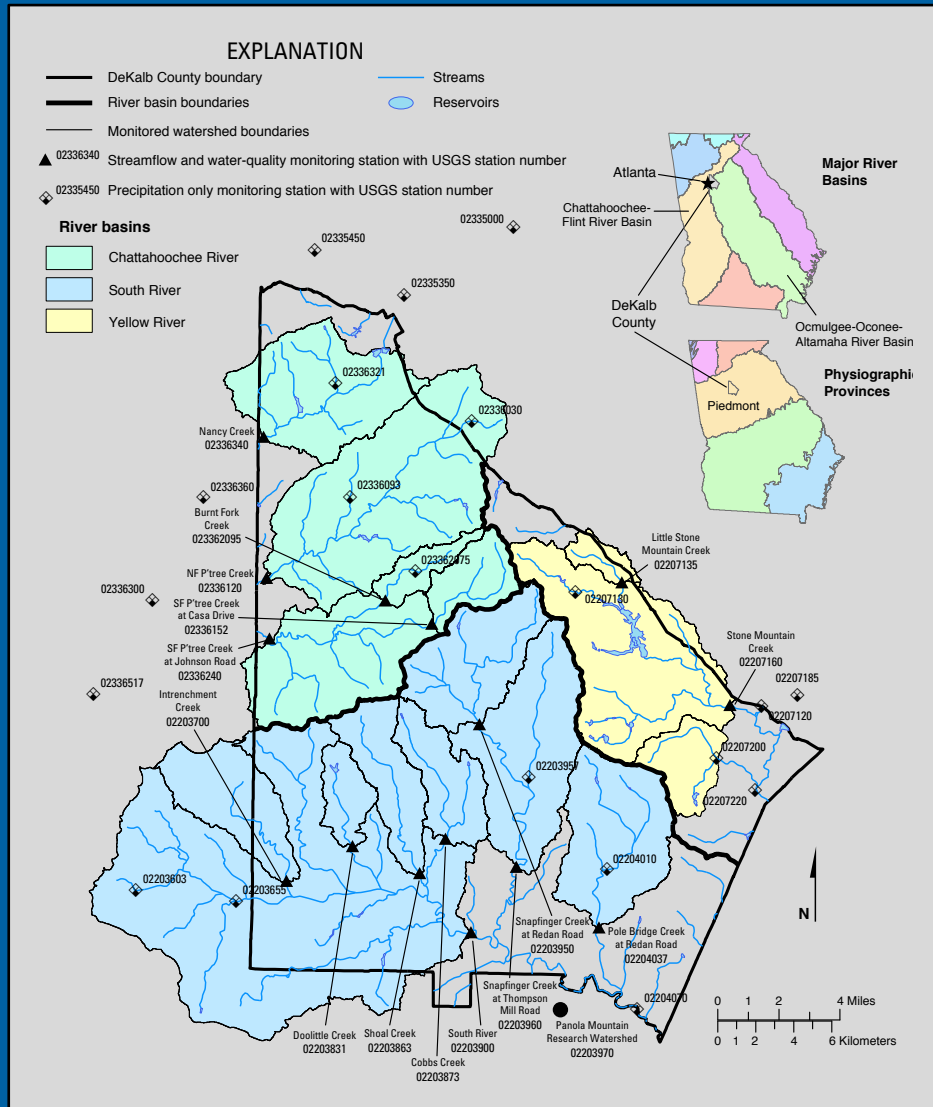 EXPLANATION
DeKalb County boundary
River basin boundaries
Monitored watershed boundaries
Streams
Reservoirs
02336340 Streamflow and water-quality monitoring station with USGS station number
02335450 Precipitation only monitoring station with USGS station number
River basins
Chattahoochee River
South River
Yellow River
Major River
Basins
Atlanta
Chattahoochee-
Flint River Basin
DeKalb
County
Ocmulgee-Oconee-
Altamaha River Basin
Physiographic
Provinces
Piedmont
02335000
02335450
02335350
02336321
02336030
Nancy Creek
02336340
02336360
02336093
Burnt Fork
Creek
023362095
023362075
NF P'tree Creek
02336120
02336300
SF P'tree Creek
at Casa Drive
02336152
SF P'tree Creek
at Johnson Road
02336240
Little Stone
Mountain Creek
02207135
02207130
Stone Mountain
Creek
02207160
02207185
02207120
02336517
Intrenchment
Creek
02203700
02207200
02207220
02203957
02204010
02203603
02203655
Snapfinger Creek
at Redan Road
02203950
Pole Bridge Creek
at Redan Road
02204037
Snapfinger Creek
at Thompson
Mill Road
02203960
02204070
Panola Mountain
Research Watershed
02203970
Doolittle Creek
02203831
Shoal Creek
02203863
Cobbs Creek
02203873
South River
02203900
N
0 1 2 4 Miles
0 1 2 4 6 Kilometers